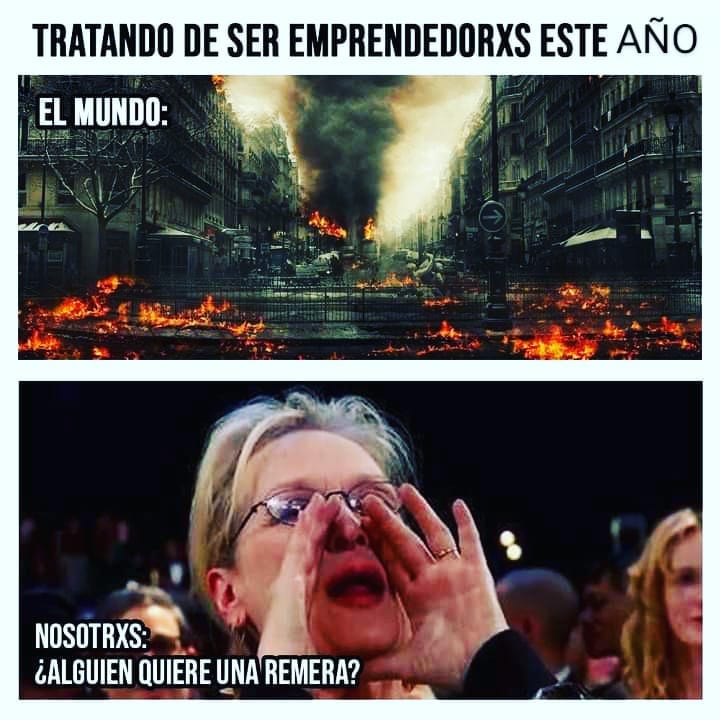 TRATANDO DE SER EMPRENDEDORXS ESTE AÑO
EL MUNDO:
NOSOTRXS:
¿ALGUIEN QUIERE UNA REMERA?